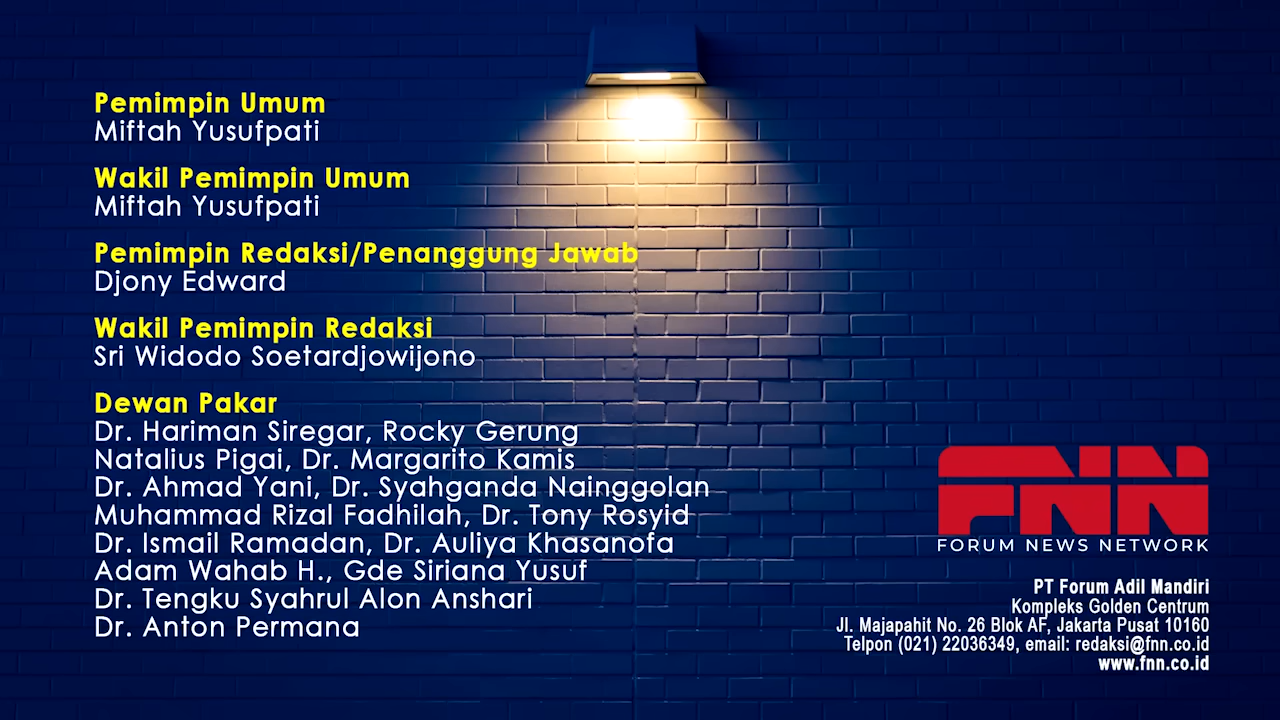 Pemimpin Umum
Miftah Yusufpati
Wakil Pemimpin Umum
Miftah Yusufpati
Pemimpin Redaksi/Penanggung Jawab
Djony Edward
Wakil Pemimpin Redaksi
Sri Widodo Soetardjowijono
Dewan Pakar
Dr. Hariman Siregar, Rocky Gerung
Natalius Pigai, Dr. Margarito Kamis
Dr. Ahmad Yani, Dr. Syahganda Nainggolan
Muhammad Rizal Fadhilah, Dr. Tony Rosyid
Dr. Ismail Ramadan, Dr. Auliya Khasanofa
Adam Wahab H., Gde Siriana Yusuf
Dr. Tengku Syahrul Alon Anshari
Dr. Anton Permana
FNN
FORUM NEWS NETWORK
PT Forum Adil Mandiri
Kompleks Golden Centrum
Jl. Majapahit No. 26 Blok AF, Jakarta Pusat 10160
Telpon (021) 22036349, email: redaksi@fnn.co.id
www.fnn.co.id